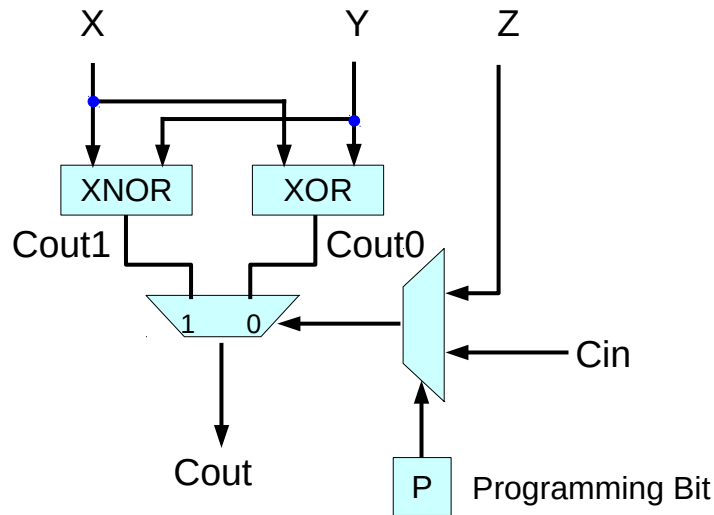 X Y Z
XNOR XOR
Cout1 Cout0
1 0
Cin
Cout
P Programming Bit